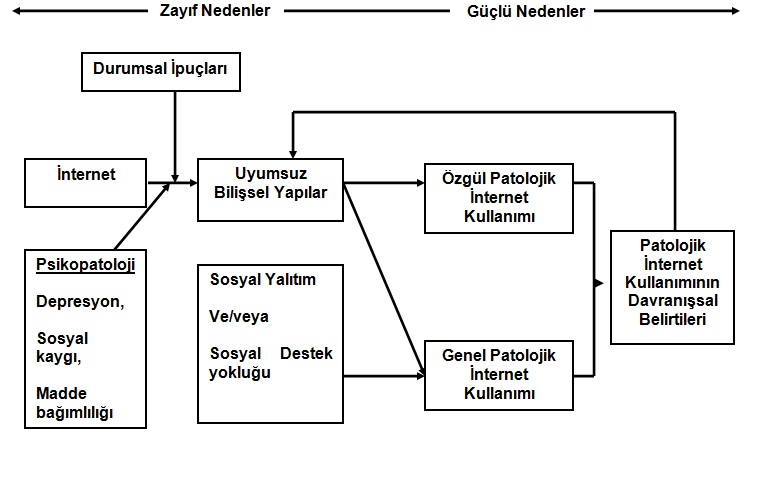 Zayıf Nedenler
Güçlü Nedenler
Durumsal İpuçları
İnternet
Uyumsuz
Bilişsel Yapılar
Özgül Patolojik
İnternet
Kullanımı
Psikopatoloji
Depresyon,
Sosyal
kaygı,
Madde
bağımlılığı
Sosyal Yalıtım
Ve/veya
Sosyal Destek
yokluğu
Genel Patolojik
İnternet
Kullanımı
Patolojik
İnternet
Kullanımının
Davranışsal
Belirtileri